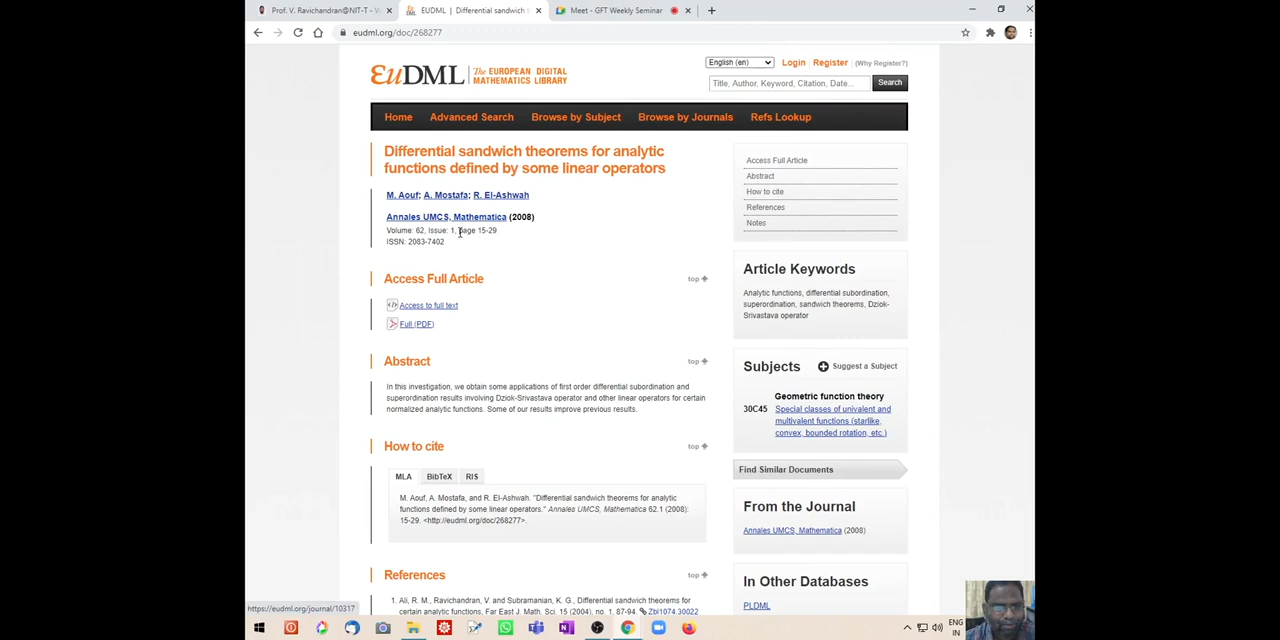 Prof. V. Ravichandran@NIT-T - 
EUDML | Differential sandwich th
Meet - GFT Weekly Seminar
eudml.org/doc/268277
EuDML | The EUROPEAN DIGITAL
MATHEMATICS LIBRARY
English (en)
Login
Register
(Why Register?)
Title, Author, Keyword, Citation, Date...
Search
Home
Advanced Search
Browse by Subject
Browse by Journals
Refs Lookup
Differential sandwich theorems for analytic
functions defined by some linear operators
M. Aouf; A. Mostafa; R. El-Ashwah
Annales UMCS, Mathematica (2008)
Volume: 62, Issue: 1, page 15-29
ISSN: 2083-7402
Access Full Article
top
Access to full text
Full (PDF)
Abstract
top
In this investigation, we obtain some applications of first order differential subordination and
superordination results involving Dziok-Srivastava operator and other linear operators for certain
normalized analytic functions. Some of our results improve previous results.
How to cite
top
MLA
BibTeX
RIS
M. Aouf, A. Mostafa, and R. El-Ashwah. "Differential sandwich theorems for analytic
functions defined by some linear operators." Annales UMCS, Mathematica 62.1 (2008):
15-29. <http://eudml.org/doc/268277>.
References
top
1. Ali, R. M., Ravichandran, V. and Subramanian, K. G., Differential sandwich theorems for
certain analytic functions, Far East J. Math. Sci. 15 (2004), no. 1, 87-94. Zbl1074.30022
Access Full Article
Abstract
How to cite
References
Notes
Article Keywords
Analytic functions, differential subordination,
superordination, sandwich theorems, Dziok-
Srivastava operator
Subjects
Suggest a Subject
Geometric function theory
30C45
Special classes of univalent and
multivalent functions (starlike,
convex, bounded rotation, etc.)
Find Similar Documents
From the Journal
Annales UMCS, Mathematica (2008)
In Other Databases
PLDML
https://eudml.org/journal/10317
ENG
IN